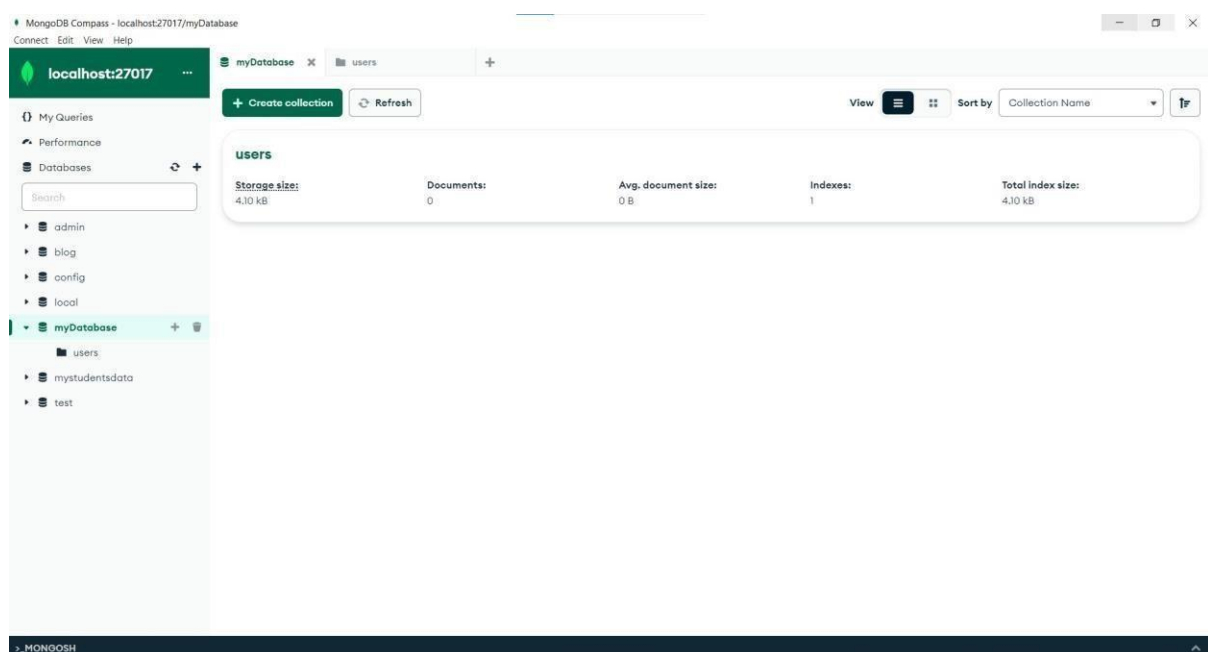 MongoDB Compass - localhost:27017/myDatabase
Connect Edit View Help
localhost:27017 ...
myDatabase users
My Queries
Performance
Databases
Search
admin
blog
config
local
myDatabase
users
mystudentsdata
test
Create collection Refresh View Sort by Collection Name
users
Storage size: Documents: Avg. document size: Indexes: Total index size:
4.10 kB 0 0 B 1 4.10 kB
>_MONGOSH